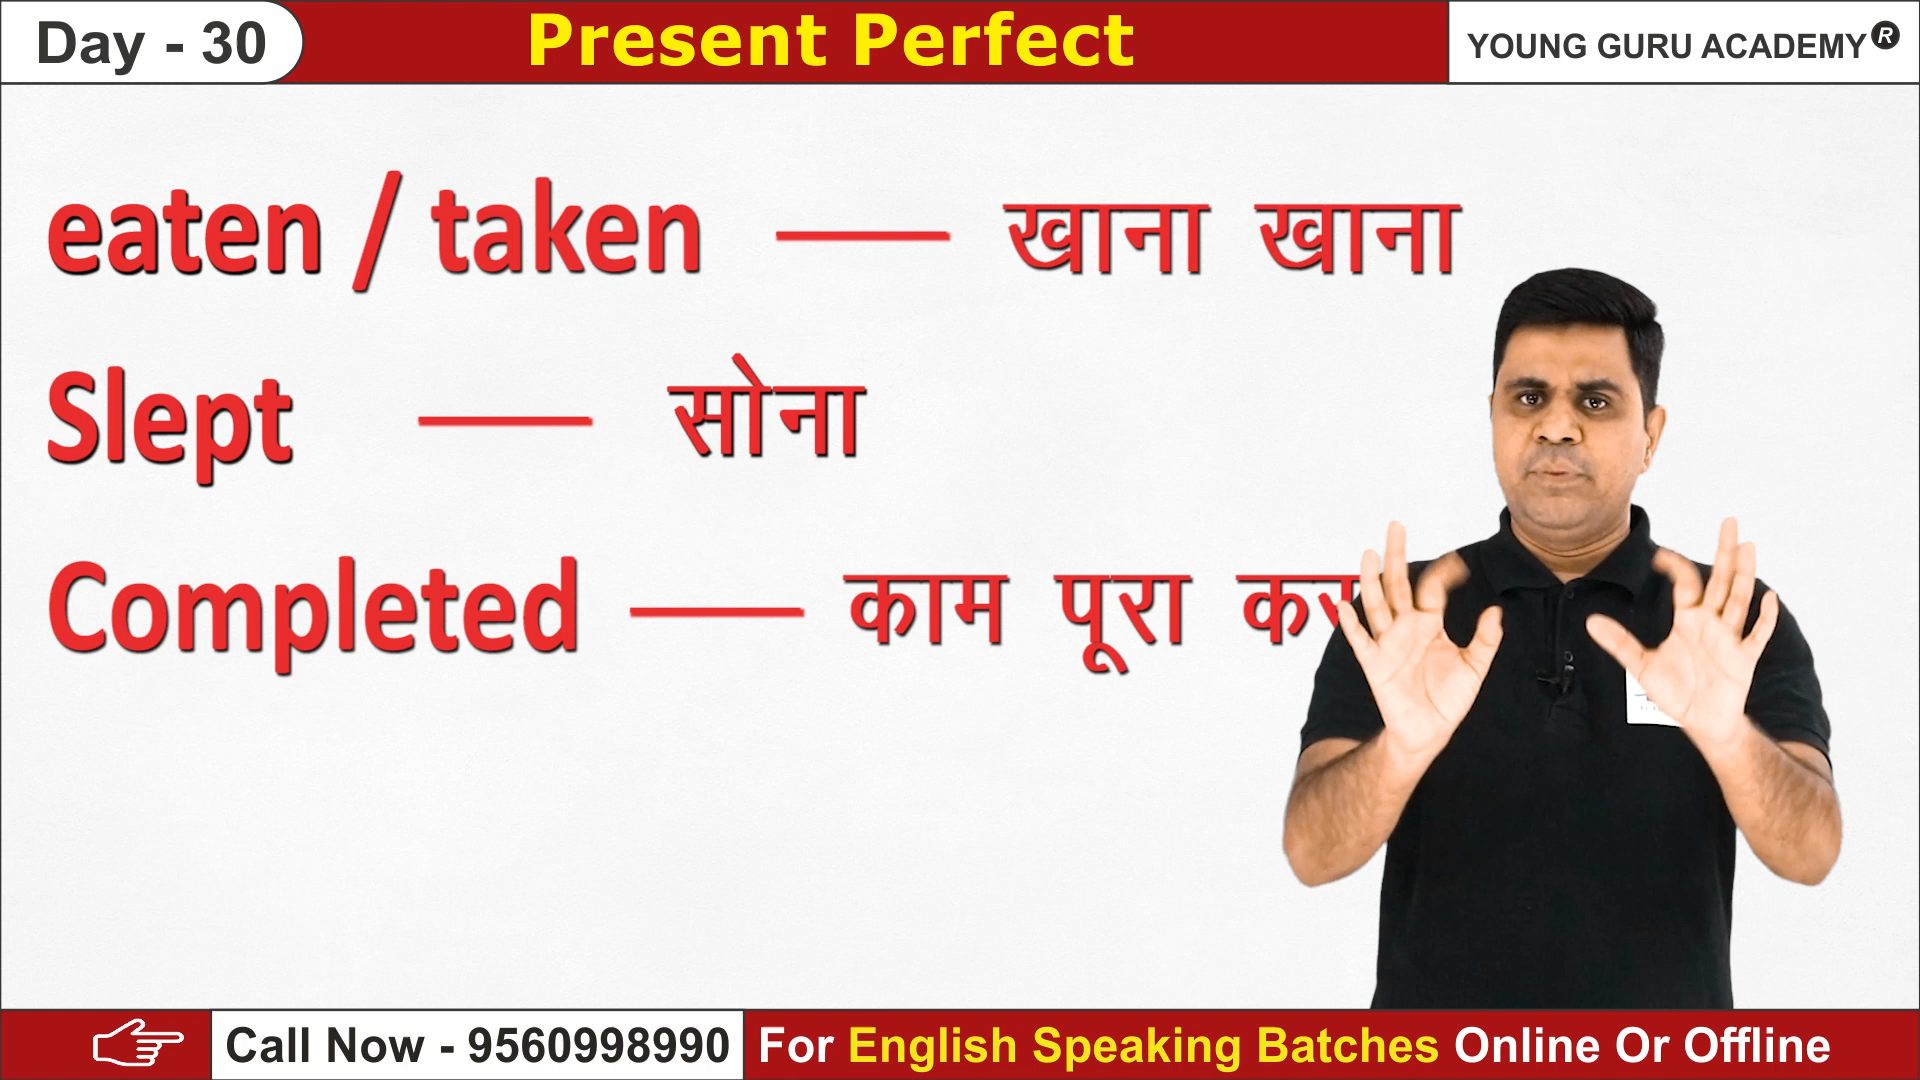 Day - 30
Present Perfect
YOUNG GURU ACADEMY®
eaten / taken — खाना खाना
Slept — सोना
Completed — काम पूरा
Call Now - 9560998990
For English Speaking Batches Online Or Offline